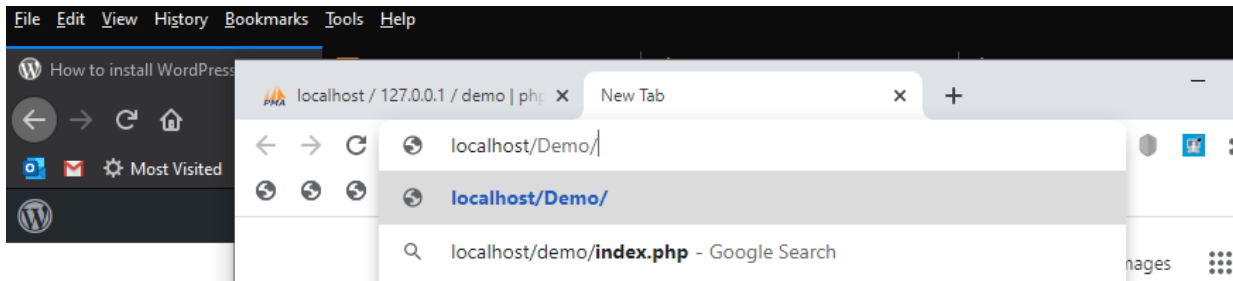 File Edit View History Bookmarks Tools Help
How to install WordPress
localhost / 127.0.0.1 / demo | php
New Tab
localhost/Demo/
Most Visited
localhost/Demo/
localhost/demo/index.php - Google Search